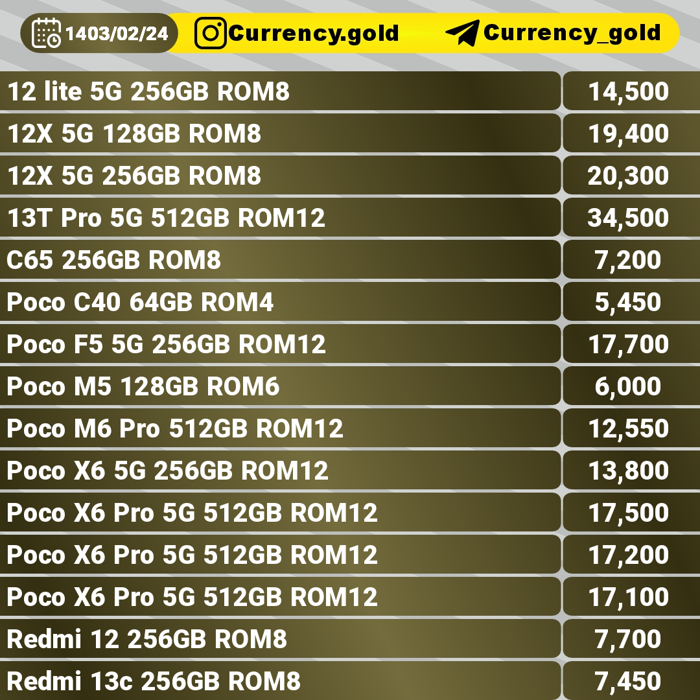 1403/02/24 Currency.gold Currency_gold
12 lite 5G 256GB ROM8 14,500
12X 5G 128GB ROM8 19,400
12X 5G 256GB ROM8 20,300
13T Pro 5G 512GB ROM12 34,500
C65 256GB ROM8 7,200
Poco C40 64GB ROM4 5,450
Poco F5 5G 256GB ROM12 17,700
Poco M5 128GB ROM6 6,000
Poco M6 Pro 512GB ROM12 12,550
Poco X6 5G 256GB ROM12 13,800
Poco X6 Pro 5G 512GB ROM12 17,500
Poco X6 Pro 5G 512GB ROM12 17,200
Poco X6 Pro 5G 512GB ROM12 17,100
Redmi 12 256GB ROM8 7,700
Redmi 13c 256GB ROM8 7,450